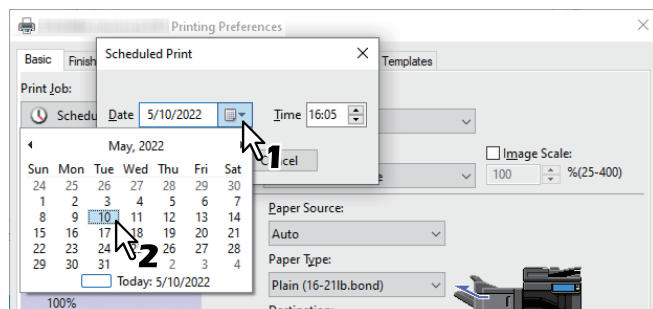 Printing Preferences
Basic Finish Templates
Scheduled Print
Print Job:
Schedu
Date 5/10/2022 Time 16:05
1
May, 2022
Sun Mon Tue Wed Thu Fri Sat
24 25 26 27 28 29 30
1 2 3 4 5 6 7
8 9 10 11 12 13 14
15 16 17 18 19 20 21
22 23 24 26 27 28
29 30 31 2 3 4
2
Today: 5/10/2022
100%
Image Scale:
100 %(25-400)
Paper Source:
Auto
Paper Type:
Plain (16-21lb.bond)